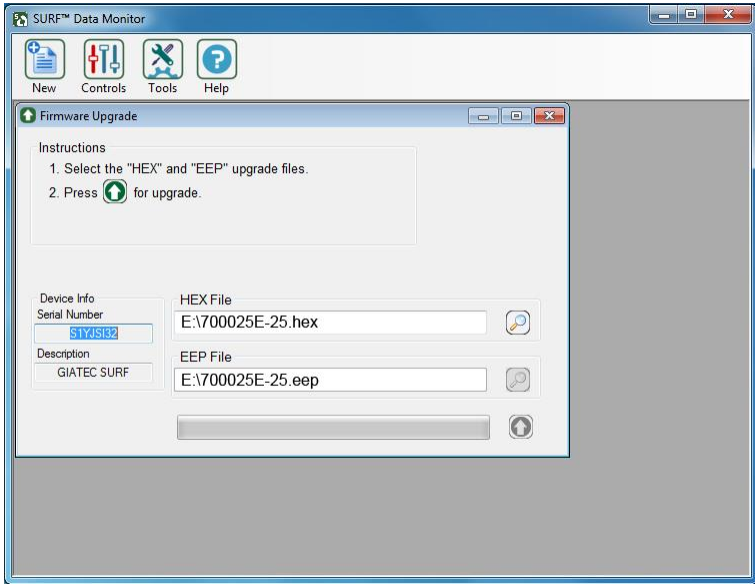 SURF™ Data Monitor
New Controls Tools Help
Firmware Upgrade
Instructions
1. Select the "HEX" and "EEP" upgrade files.
2. Press for upgrade.
Device Info
Serial Number
S1YJSI32
Description
GIATEC SURF
HEX File
E:\700025E-25.hex
EEP File
E:\700025E-25.eep